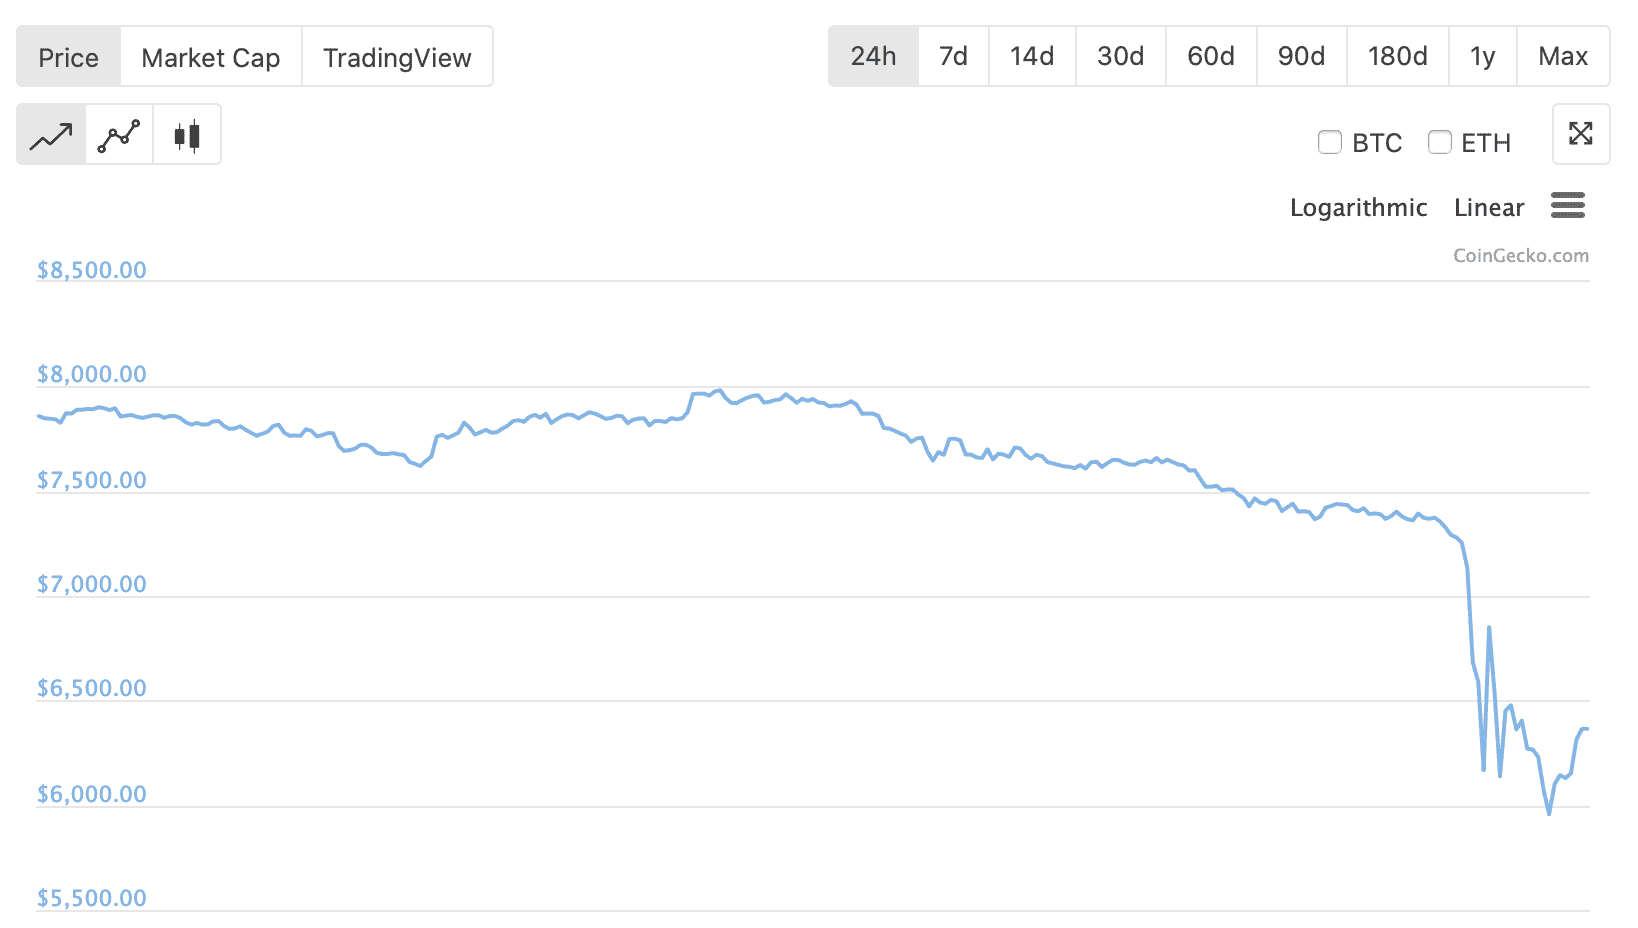 Price Market Cap TradingView 24h 7d 14d 30d 60d 90d 180d 1y Max
BTC ETH
Logarithmic Linear
CoinGecko.com
$8,500.00
$8,000.00
$7,500.00
$7,000.00
$6,500.00
$6,000.00
$5,500.00